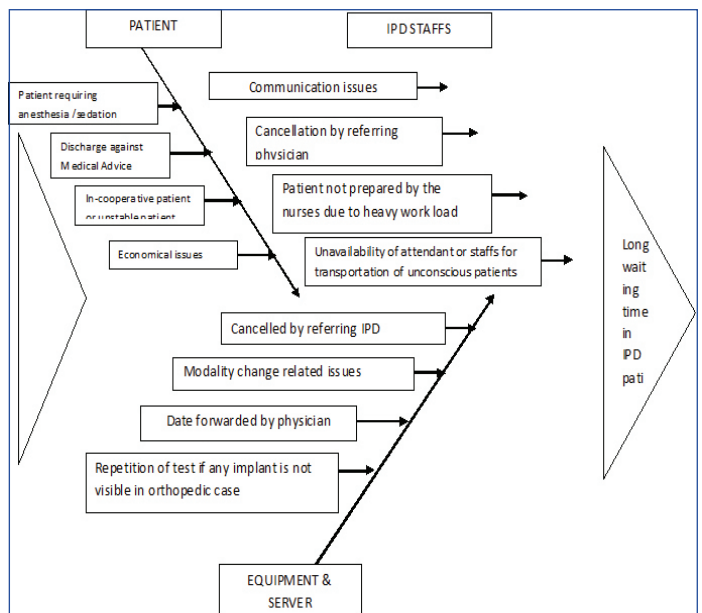 PATIENT
IPD STAFFS
Patient requiring
anesthesia /sedation
Communication issues
Discharge against
Medical Advice
Cancellation by referring
physician
In-cooperative patient
or unstable patient
Patient not prepared by the
nurses due to heavy work load
Economical issues
Unavailability of attendant or staffs for
transportation of unconscious patients
Long
wait
ing
time
in
IPD
pati
Cancelled by referring IPD
Modality change related issues
Date forwarded by physician
Repetition of test if any implant is not
visible in orthopedic case
EQUIPMENT &
SERVER